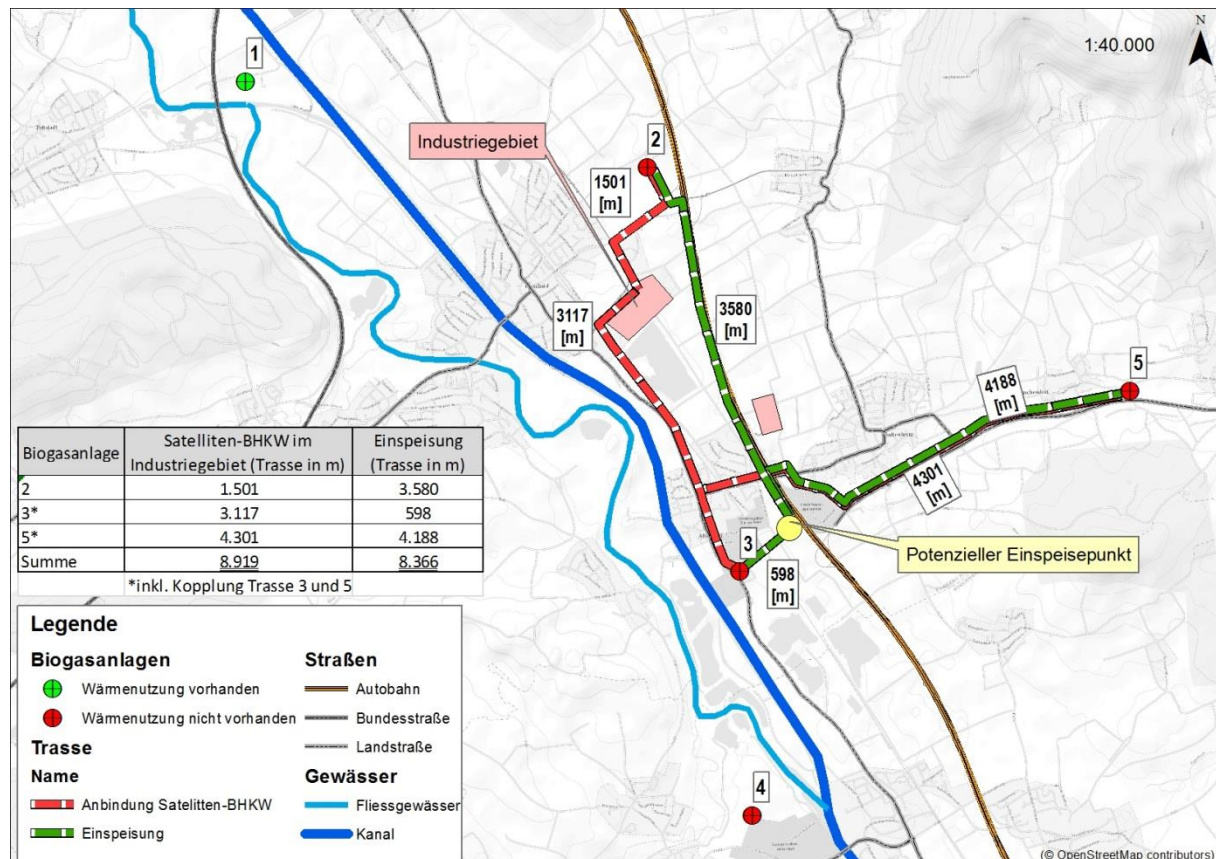 N
1:40.000
1
2
Industriegebiet
1501
[m]
3117
[m]
3580
[m]
5
4188
[m]
4301
[m]
Potenzieller Einspeisepunkt
3
598
[m]
4
Biogasanlage Satelliten-BHKW im Industriegebiet (Trasse in m) Einspeisung (Trasse in m)
2 1.501 3.580
3* 3.117 598
5* 4.301 4.188
Summe 8.919 8.366
*inkl. Kopplung Trasse 3 und 5
Legende
Biogasanlagen
Wärmenutzung vorhanden
Wärmenutzung nicht vorhanden
Trasse
Name
Anbindung Satelitten-BHKW
Einspeisung
Straßen
Autobahn
Bundesstraße
Landstraße
Gewässer
Fliessgewässer
Kanal
(© OpenStreetMap contributors)